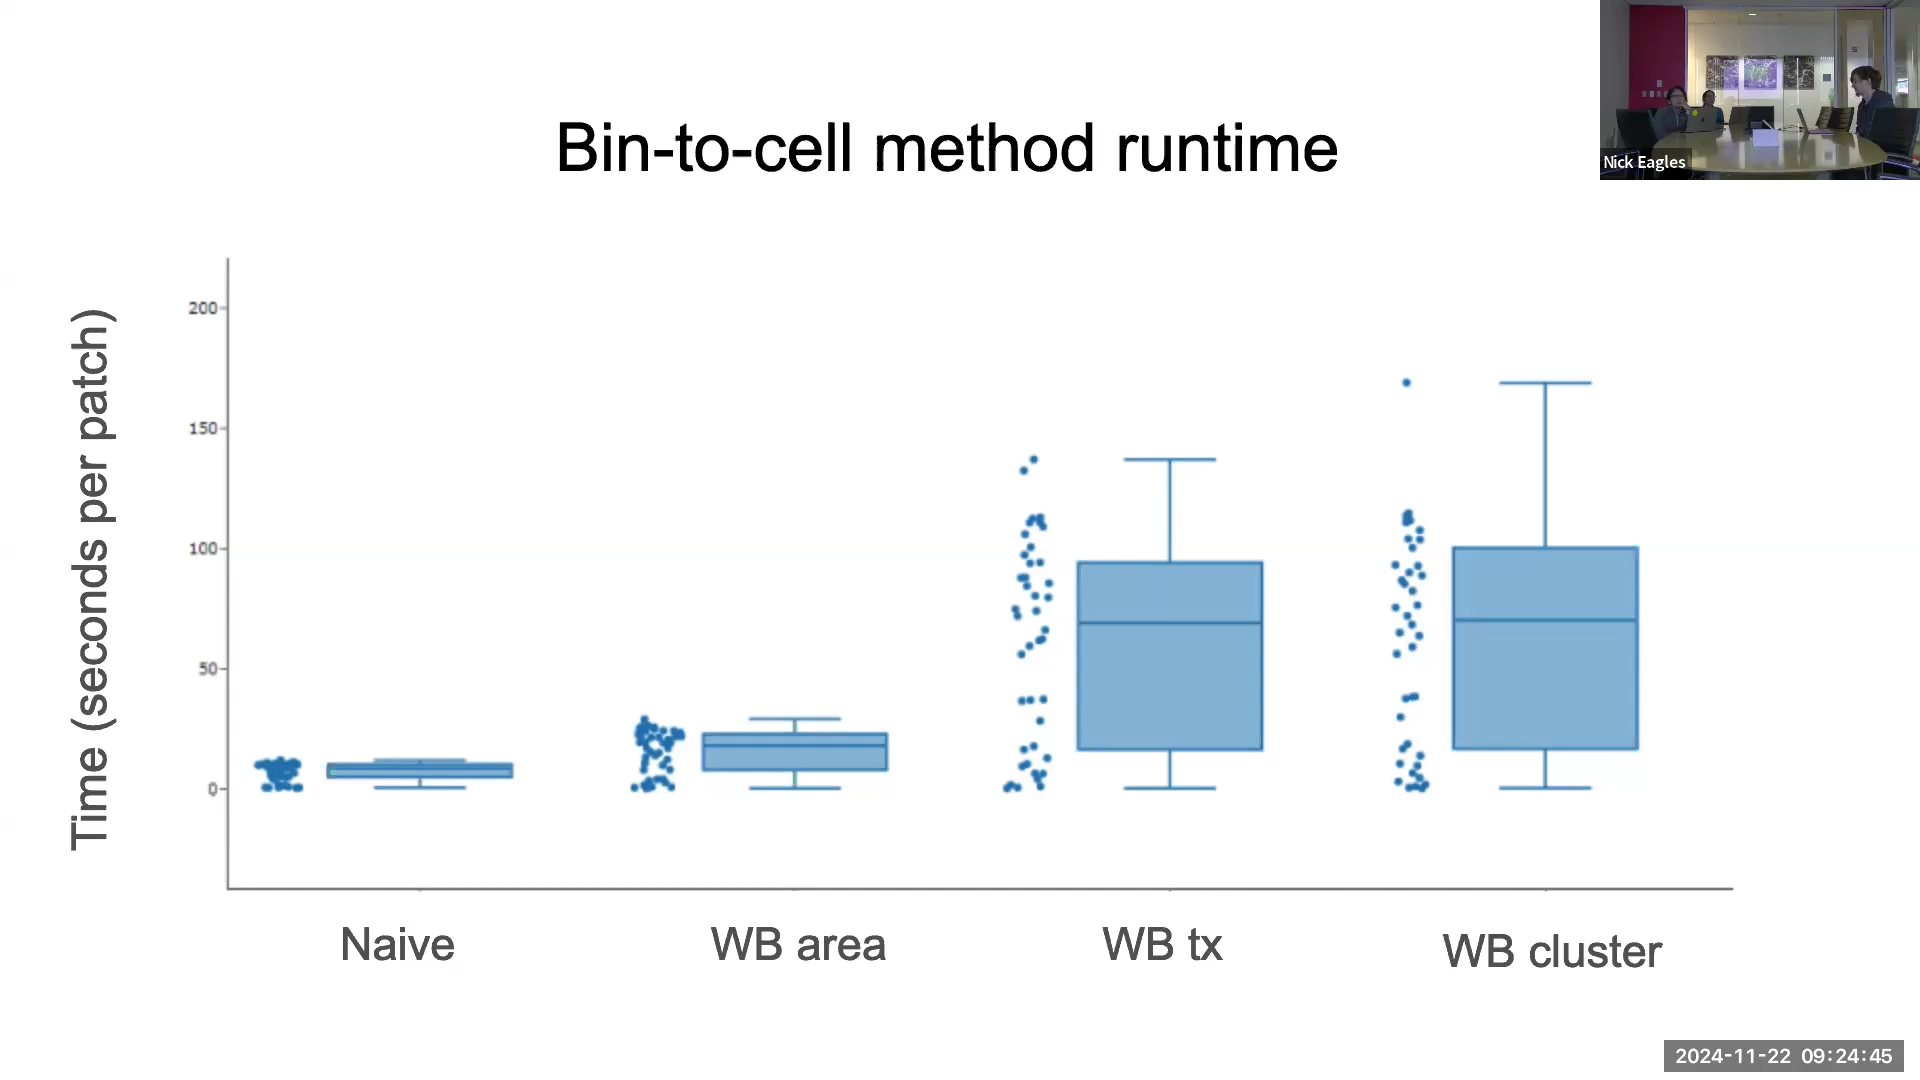 Bin-to-cell method runtime
Nick Eagles
Time (seconds per patch)
200
150
100
50
0
Naive
WB area
WB tx
WB cluster
2024-11-22 09:24:45